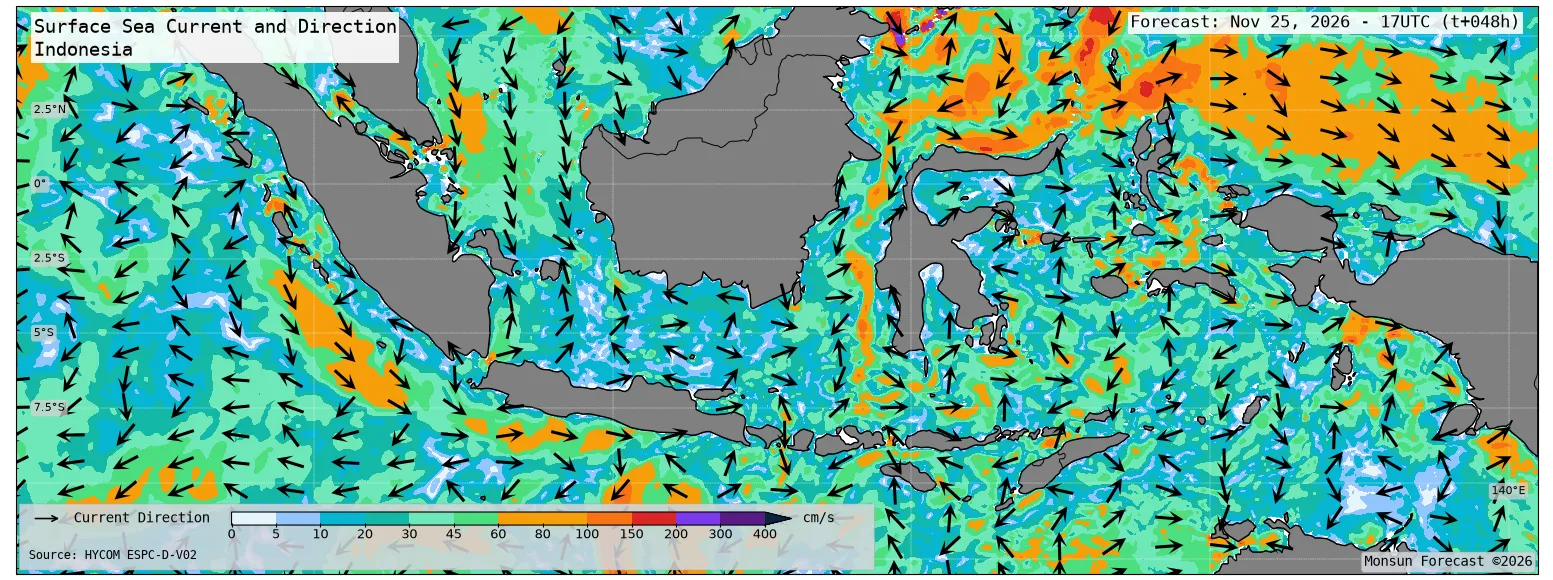 Surface Sea Current and Direction
Indonesia
Forecast: Nov 25, 2026 - 17UTC (t+048h)
2.5°N
0°
2.5°S
5°S
7.5°S
140°E
Current Direction
0 5 10 20 30 45 60 80 100 150 200 300 400 cm/s
Source: HYCOM ESPC-D-V02
Monsun Forecast ©2026